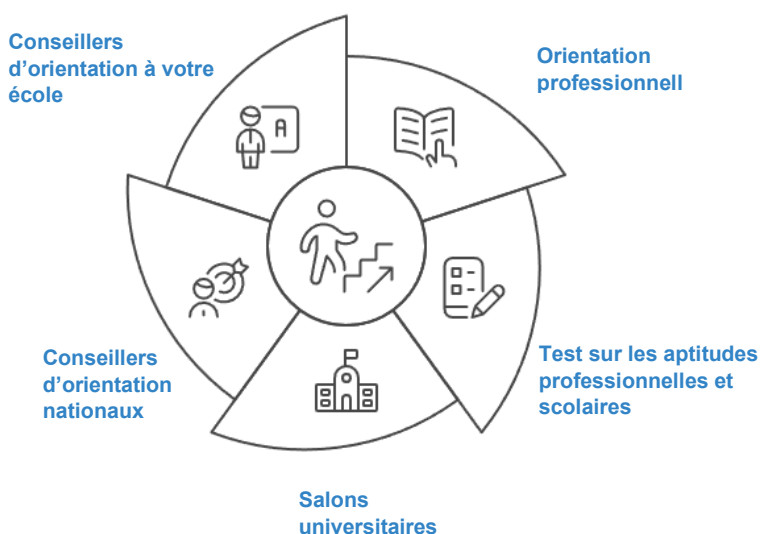 Conseillers
d'orientation à votre
école
Orientation
professionnell
A
Conseillers
d'orientation
nationaux
Test sur les aptitudes
professionnelles et
scolaires
Salons
universitaires